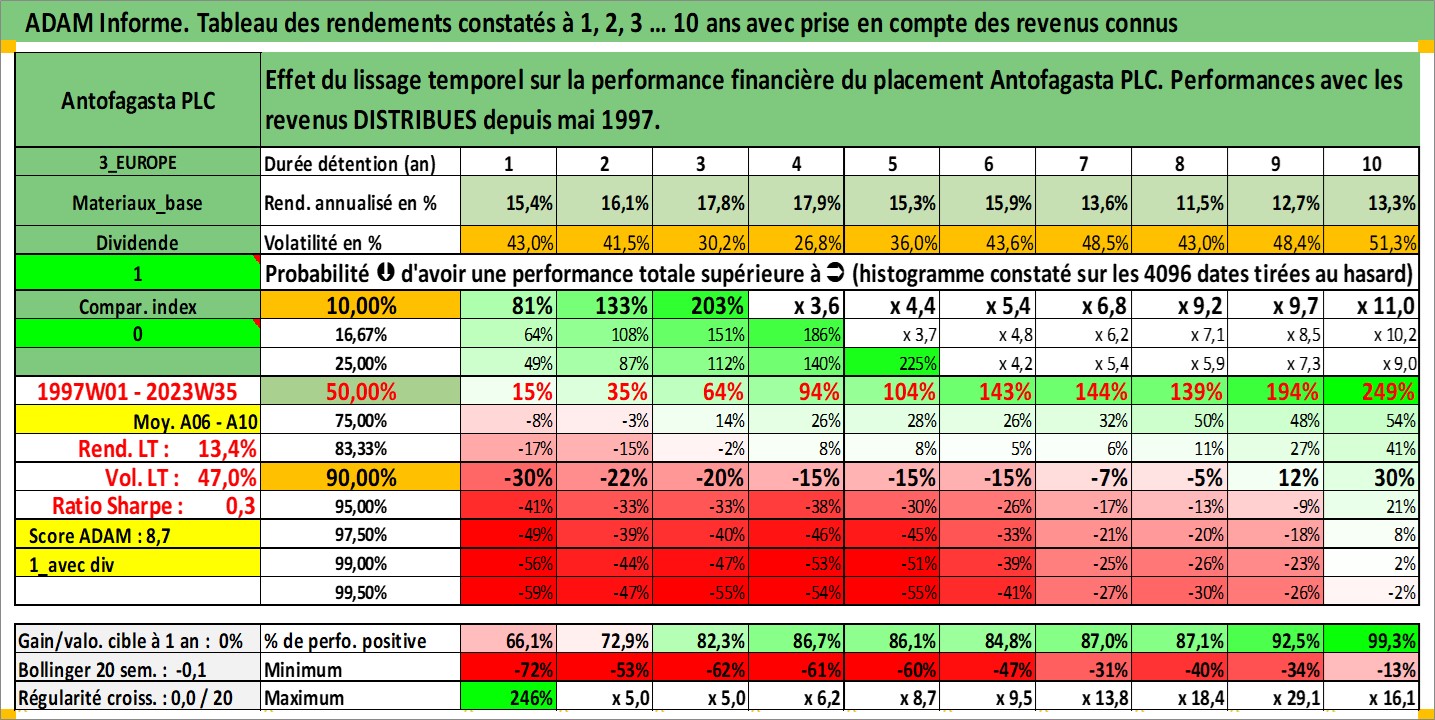 ADAM Informe. Tableau des rendements constatés à 1, 2, 3 ... 10 ans avec prise en compte des revenus connus
Antofagasta PLC
Effet du lissage temporel sur la performance financière du placement Antofagasta PLC. Performances avec les
revenus DISTRIBUES depuis mai 1997.
3_EUROPE Durée détention (an) 1 2 3 4 5 6 7 8 9 10
Materiaux_base Rend. annualisé en % 15,4% 16,1% 17,8% 17,9% 15,3% 15,9% 13,6% 11,5% 12,7% 13,3%
Dividende Volatilité en % 43,0% 41,5% 30,2% 26,8% 36,0% 43,6% 48,5% 43,0% 48,4% 51,3%
1 Probabilité ⬇ d'avoir une performance totale supérieure à ➲ (histogramme constaté sur les 4096 dates tirées au hasard)
Compar. index 10,00% 81% 133% 203% x 3,6 x 4,4 x 5,4 x 6,8 x 9,2 x 9,7 x 11,0
0 16,67% 64% 108% 151% 186% x 3,7 x 4,8 x 6,2 x 7,1 x 8,5 x 10,2
25,00% 49% 87% 112% 140% 225% x 4,2 x 5,4 x 5,9 x 7,3 x 9,0
1997W01 - 2023W35 50,00% 15% 35% 64% 94% 104% 143% 144% 139% 194% 249%
Moy. A06 - A10 75,00% -8% -3% 14% 26% 28% 26% 32% 50% 48% 54%
Rend. LT : 13,4% 83,33% -17% -15% -2% 8% 8% 5% 6% 11% 27% 41%
Vol. LT : 47,0% 90,00% -30% -22% -20% -15% -15% -15% -7% -5% 12% 30%
Ratio Sharpe : 0,3 95,00% -41% -33% -33% -38% -30% -26% -17% -13% -9% 21%
Score ADAM : 8,7 97,50% -49% -39% -40% -46% -45% -33% -21% -20% -18% 8%
1_avec div 99,00% -56% -44% -47% -53% -51% -39% -25% -26% -23% 2%
99,50% -59% -47% -55% -54% -55% -41% -27% -30% -26% -2%
Gain/valo. cible à 1 an : 0% % de perfo. positive 66,1% 72,9% 82,3% 86,7% 86,1% 84,8% 87,0% 87,1% 92,5% 99,3%
Bollinger 20 sem. : -0,1 Minimum -72% -53% -62% -61% -60% -47% -31% -40% -34% -13%
Régularité croiss. : 0,0 / 20 Maximum 246% x 5,0 x 5,0 x 6,2 x 8,7 x 9,5 x 13,8 x 18,4 x 29,1 x 16,1